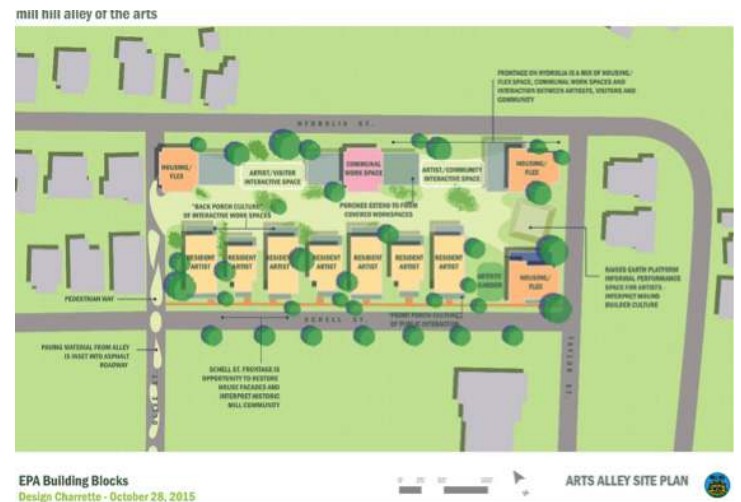 mill hill alley of the arts
FRONTAGE ON HYDROLIA IS A MIX OF HOUSING/
FLEX SPACE, COMMUNAL WORK SPACES AND
INTERACTION BETWEEN ARTISTS, VISITORS AND
COMMUNITY
HYDROLIA ST.
HOUSING/
FLEX
ARTIST/VISITOR
INTERACTIVE SPACE
COMMUNAL
WORK SPACE
ARTIST/COMMUNITY
INTERACTIVE SPACE
HOUSING/
FLEX
"BACK PORCH CULTURE"
OF INTERACTIVE WORK SPACES
PORCHES EXTEND TO FORM
COVERED WORKSPACES
RESIDENT
ARTIST
RESIDENT
ARTIST
RESIDENT
ARTIST
RESIDENT
ARTIST
RESIDENT
ARTIST
RESIDENT
ARTIST
RESIDENT
ARTIST
ARTISTS
GARDEN
HOUSING/
FLEX
RAISED EARTH PLATFORM
INFORMAL PERFORMANCE
SPACE FOR ARTISTS -
INTERPRET MOUND
BUILDER CULTURE
PEDESTRIAN WAY
"FRONT PORCH CULTURE"
OF PUBLIC INTERACTION
SCHELL ST.
PAVING MATERIAL FROM ALLEY
IS INSET INTO ASPHALT
ROADWAY
SCHELL ST. FRONTAGE IS
OPPORTUNITY TO RESTORE
HOUSE FACADES AND
INTERPRET HISTORIC
MILL COMMUNITY
EPA Building Blocks
Design Charrette - October 28, 2015
ARTS ALLEY SITE PLAN